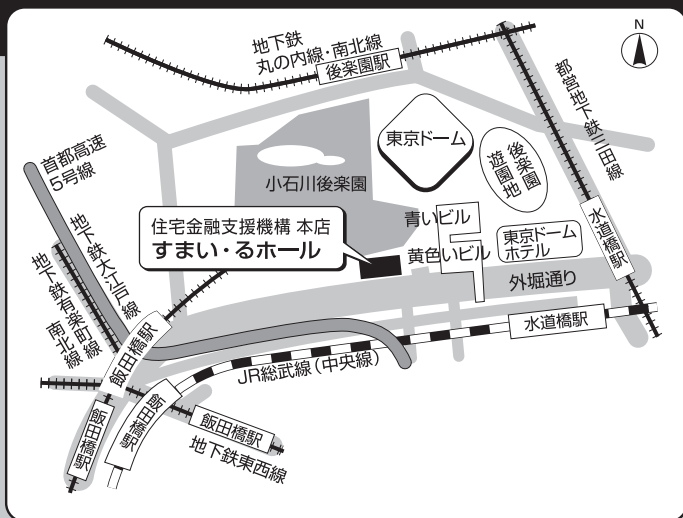 地下鉄
丸の内線・南北線
後楽園駅
N
都営地下鉄三田線
首都高速
5号線
東京ドーム
後楽園
遊園地
小石川後楽園
地下鉄大江戸線
地下鉄有楽町線
南北線
住宅金融支援機構 本店
すまい・るホール
青いビル
黄色いビル
東京ドーム
ホテル
水道橋駅
外堀通り
水道橋駅
飯田橋駅
JR総武線（中央線）
飯田橋駅
飯田橋駅
飯田橋駅
地下鉄東西線